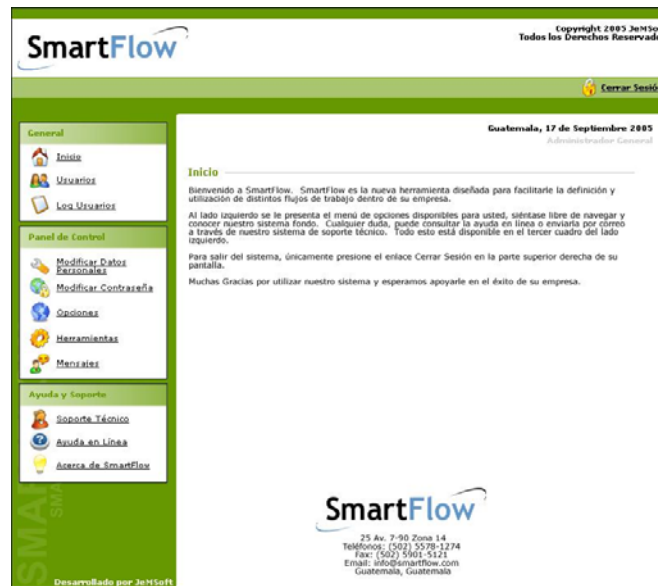 SmartFlow
Copyright 2005 JeMSo
Todos los Derechos Reservado
Cerrar Sesió
General
Inicio
Usuarios
Log Usuarios
Panel de Control
Modificar Datos
Personales
Modificar Contraseña
Opciones
Herramientas
Mensajes
Ayuda y Soporte
Soporte Técnico
Ayuda en Línea
Acerca de SmartFlow
SMAR
SMA
Desarrollado por JeMSoft
Guatemala, 17 de Septiembre 2005
Administrador General
Inicio
Bienvenido a SmartFlow. SmartFlow es la nueva herramienta diseñada para facilitarle la definición y
utilización de distintos flujos de trabajo dentro de su empresa.
Al lado izquierdo se le presenta el menú de opciones disponibles para usted, siéntase libre de navegar y
conocer nuestro sistema fondo. Cualquier duda, puede consultar la ayuda en línea o enviarla por correo
a través de nuestro sistema de soporte técnico. Todo esto está disponible en el tercer cuadro del lado
izquierdo.
Para salir del sistema, únicamente presione el enlace Cerrar Sesión en la parte superior derecha de su
pantalla.
Muchas Gracias por utilizar nuestro sistema y esperamos apoyarle en el éxito de su empresa.
SmartFlow
25 Av. 7-90 Zona 14
Teléfonos: (502) 5578-1274
Fax: (502) 5901-5121
Email: info@smartflow.com
Guatemala, Guatemala